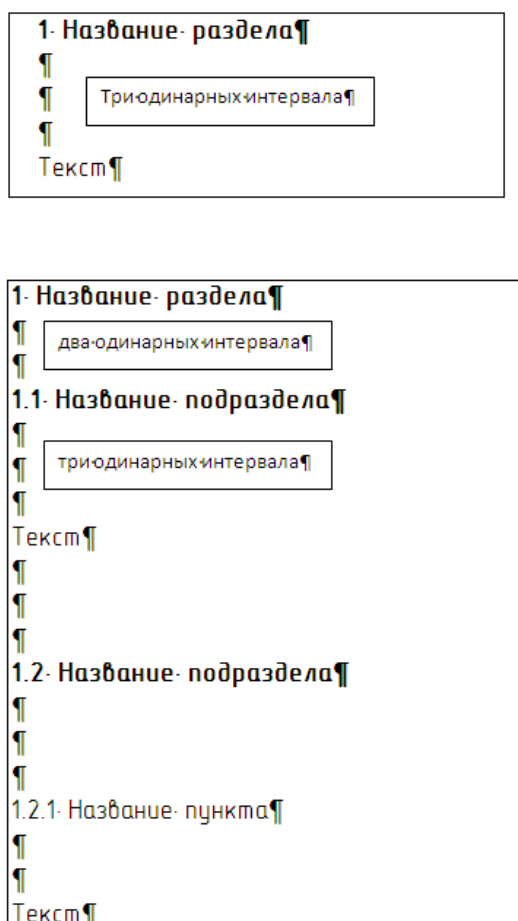 1· Название· раздела¶
¶
¶
Три·одинарных·интервала¶
¶
Текст¶
1· Название· раздела¶
¶
два·одинарных·интервала¶
¶
1.1· Название· подраздела¶
¶
¶
три·одинарных·интервала¶
¶
Текст¶
¶
¶
¶
1.2· Название· подраздела¶
¶
¶
¶
1.2.1· Название· пункта¶
¶
¶
Текст¶